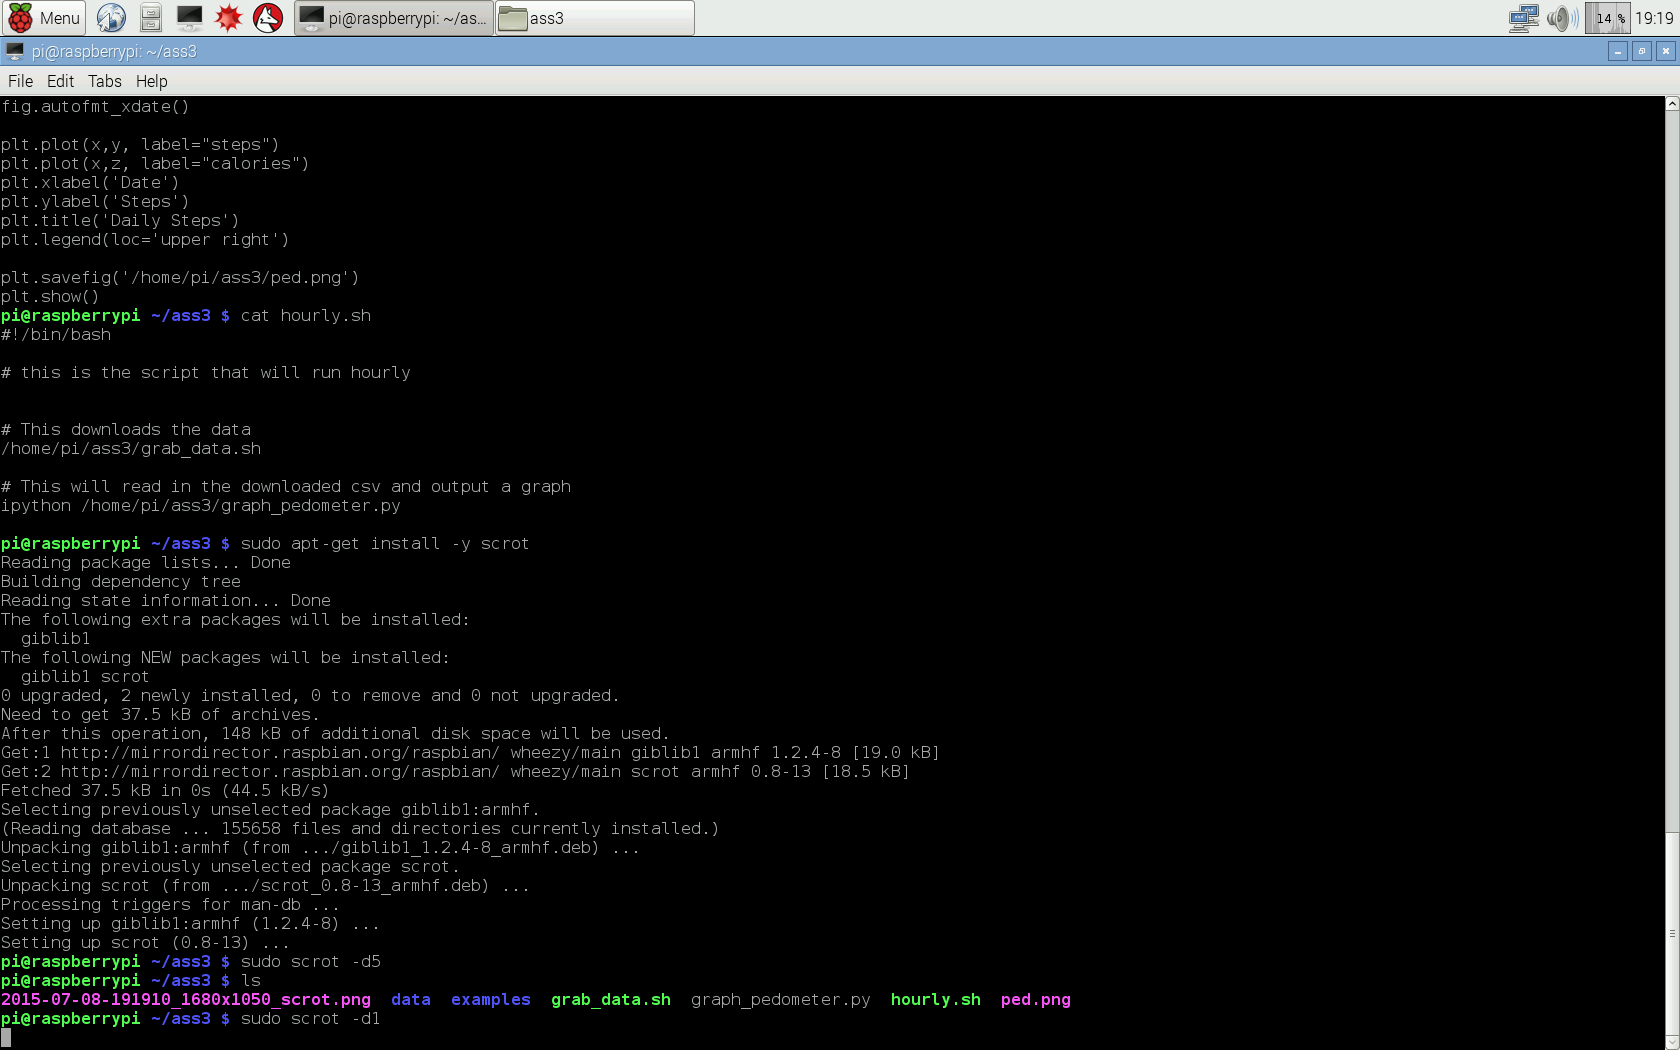 Menu pi@raspberrypi: ~/as... ass3 14 % 19:19
pi@raspberrypi: ~/ass3
File Edit Tabs Help
fig.autofmt_xdate()
plt.plot(x,y, label="steps")
plt.plot(x,z, label="calories")
plt.xlabel('Date')
plt.ylabel('Steps')
plt.title('Daily Steps')
plt.legend(loc='upper right')
plt.savefig('/home/pi/ass3/ped.png')
plt.show()
pi@raspberrypi ~/ass3 $ cat hourly.sh
#!/bin/bash
# this is the script that will run hourly
# This downloads the data
/home/pi/ass3/grab_data.sh
# This will read in the downloaded csv and output a graph
ipython /home/pi/ass3/graph_pedometer.py
pi@raspberrypi ~/ass3 $ sudo apt-get install -y scrot
Reading package lists... Done
Building dependency tree
Reading state information... Done
The following extra packages will be installed:
  giblib1
The following NEW packages will be installed:
  giblib1 scrot
0 upgraded, 2 newly installed, 0 to remove and 0 not upgraded.
Need to get 37.5 kB of archives.
After this operation, 148 kB of additional disk space will be used.
Get:1 http://mirrordirector.raspbian.org/raspbian/ wheezy/main giblib1 armhf 1.2.4-8 [19.0 kB]
Get:2 http://mirrordirector.raspbian.org/raspbian/ wheezy/main scrot armhf 0.8-13 [18.5 kB]
Fetched 37.5 kB in 0s (44.5 kB/s)
Selecting previously unselected package giblib1:armhf.
(Reading database ... 155658 files and directories currently installed.)
Unpacking giblib1:armhf (from .../giblib1_1.2.4-8_armhf.deb) ...
Selecting previously unselected package scrot.
Unpacking scrot (from .../scrot_0.8-13_armhf.deb) ...
Processing triggers for man-db ...
Setting up giblib1:armhf (1.2.4-8) ...
Setting up scrot (0.8-13) ...
pi@raspberrypi ~/ass3 $ sudo scrot -d5
pi@raspberrypi ~/ass3 $ ls
2015-07-08-191910_1680x1050_scrot.png  data  examples  grab_data.sh  graph_pedometer.py  hourly.sh  ped.png
pi@raspberrypi ~/ass3 $ sudo scrot -d1